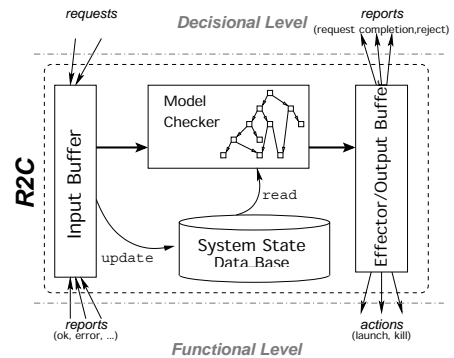 requests
Decisional Level
reports
(request completion,reject)
R2C
Input Buffer
Model
Checker
Effector/Output Buffer
read
update
System State
Data Base
reports
(ok, error, ...)
actions
(launch, kill)
Functional Level